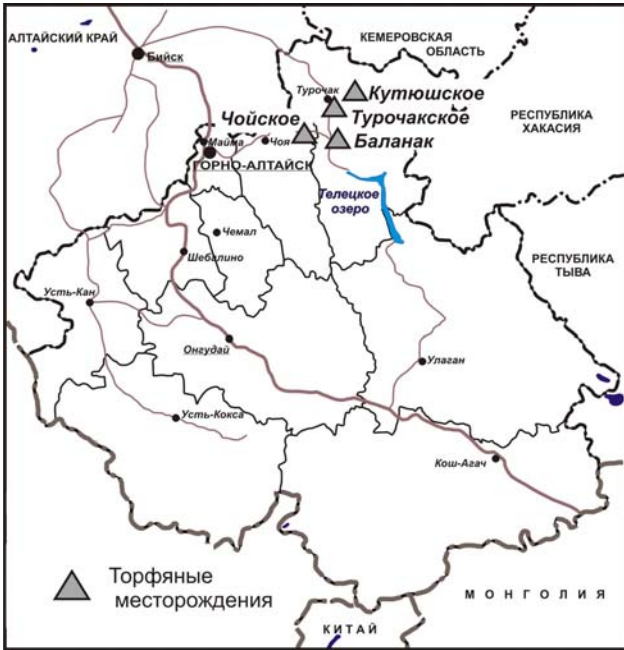 АЛТАЙСКИЙ КРАЙ
КЕМЕРОВСКАЯ
ОБЛАСТЬ
Бийск
Турочак
Кутюшское
Турочакское
Чойское
Баланак
РЕСПУБЛИКА
ХАКАСИЯ
Майма
Чоя
ГОРНО-АЛТАЙСК
Телецкое
озеро
Чемал
Шебалино
РЕСПУБЛИКА
ТЫВА
Усть-Кан
Онгудай
Улаган
Усть-Кокса
Кош-Агач
Торфяные
месторождения
МОНГОЛИЯ
КИТАЙ